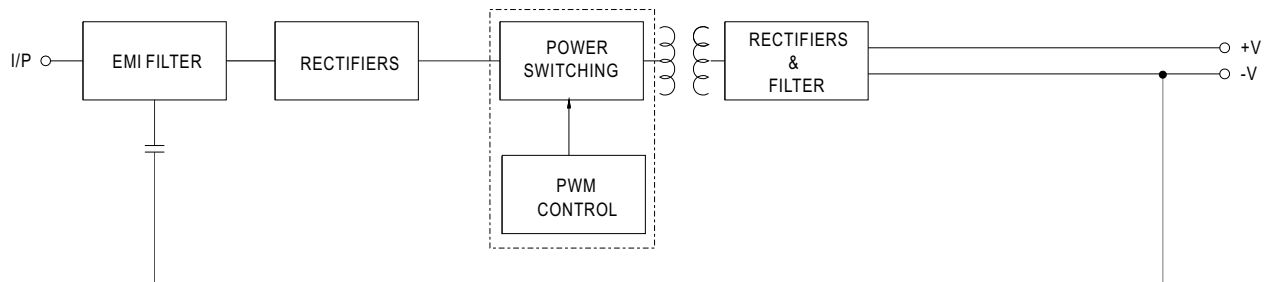 I/P
EMI FILTER
RECTIFIERS
POWER
SWITCHING
PWM
CONTROL
RECTIFIERS
&
FILTER
+V
-V